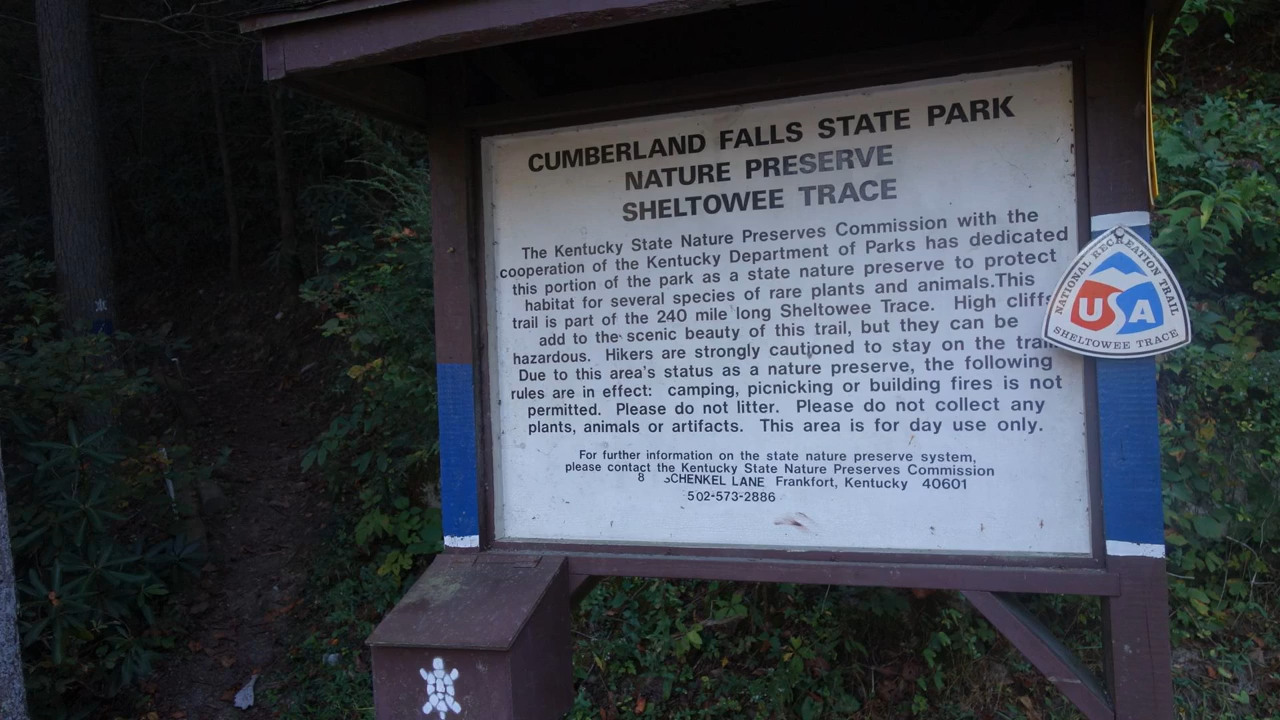 CUMBERLAND FALLS STATE PARK
NATURE PRESERVE
SHELTOWEE TRACE
The Kentucky State Nature Preserves Commission with the
cooperation of the Kentucky Department of Parks has dedicated
this portion of the park as a state nature preserve to protect
habitat for several species of rare plants and animals.This
trail is part of the 240 mile long Sheltowee Trace. High cliffs
add to the scenic beauty of this trail, but they can be
hazardous. Hikers are strongly cautioned to stay on the trail.
Due to this area's status as a nature preserve, the following
rules are in effect: camping, picnicking or building fires is not
permitted. Please do not litter. Please do not collect any
plants, animals or artifacts. This area is for day use only.
For further information on the state nature preserve system,
please contact the Kentucky State Nature Preserves Commission
8 SCHENKEL LANE Frankfort, Kentucky 40601
502-573-2886
NATIONAL RECREATION TRAIL
USA
SHELTOWEE TRACE